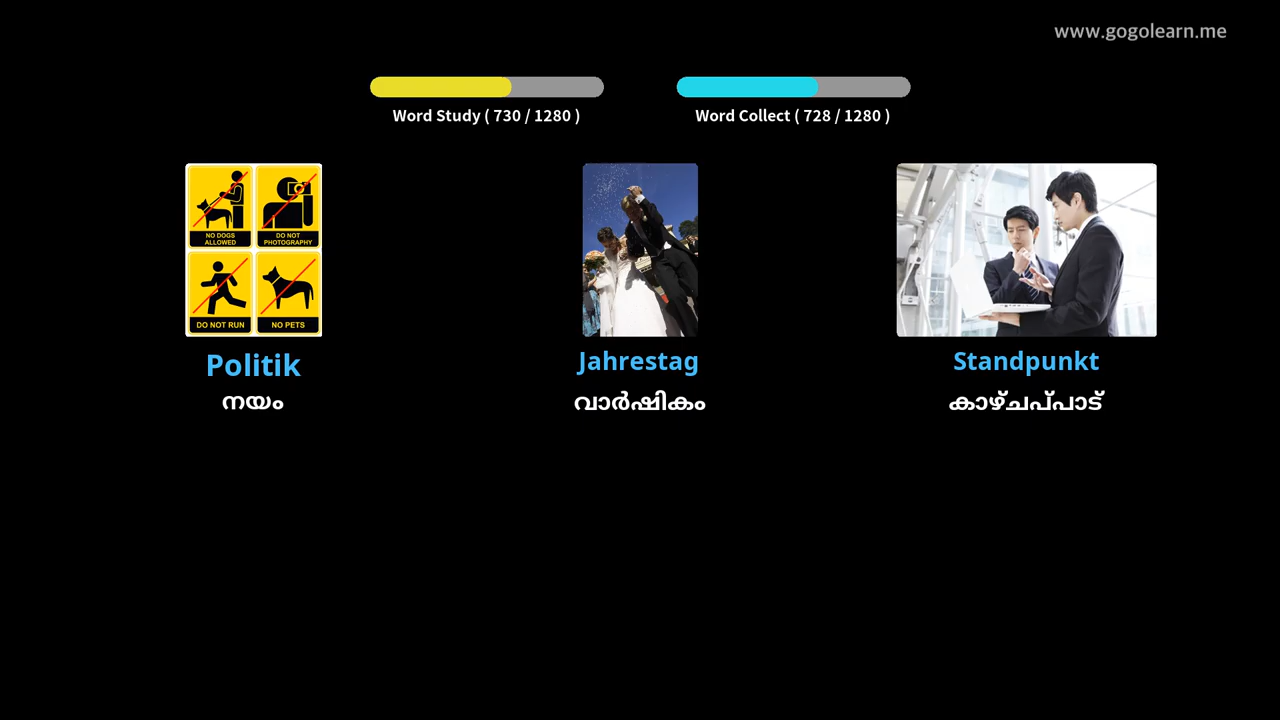 www.gogolearn.me
Word Study ( 730 / 1280 )
Word Collect ( 728 / 1280 )
NO DOGS
ALLOWED
DO NOT
PHOTOGRAPHY
DO NOT RUN
NO PETS
Politik
Jahrestag
Standpunkt
നയം
വാർഷികം
കാഴ്ചപ്പാട്